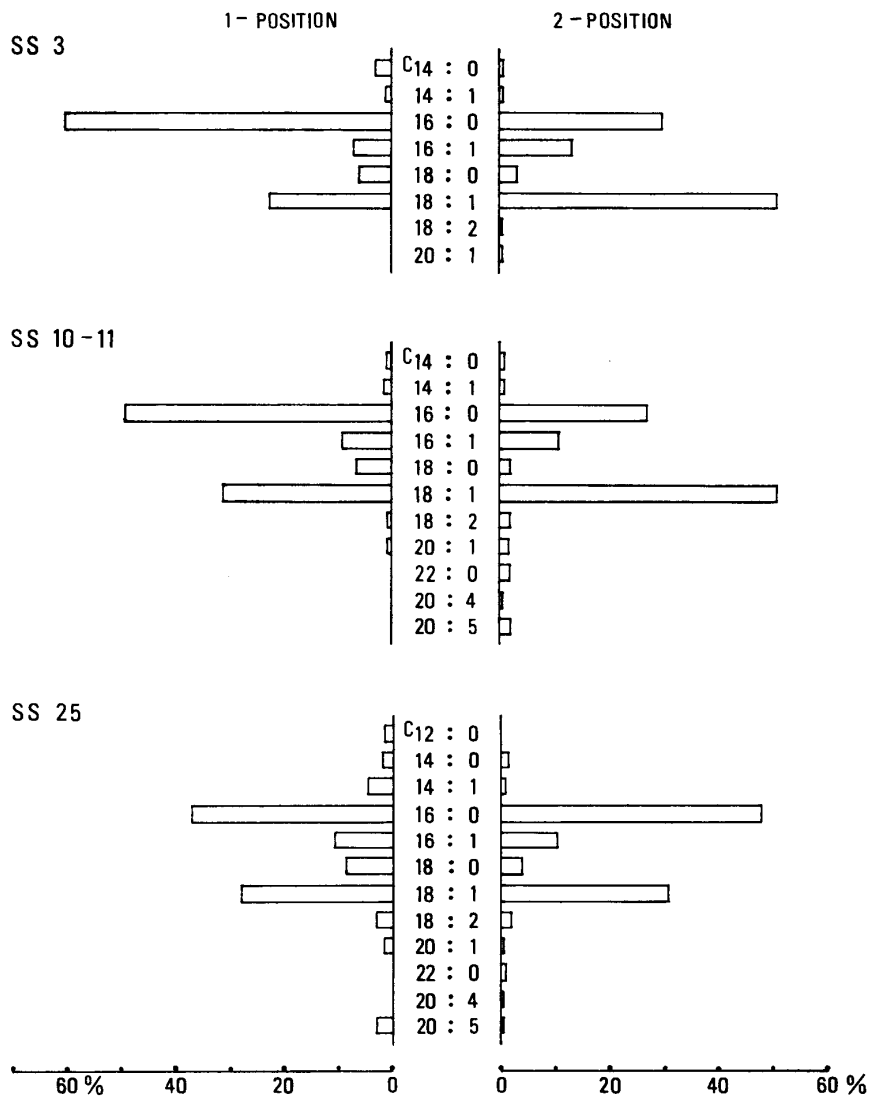 1 - POSITION 2 - POSITION
SS 3
C14 : 0
14 : 1
16 : 0
16 : 1
18 : 0
18 : 1
18 : 2
20 : 1
SS 10 - 11
C14 : 0
14 : 1
16 : 0
16 : 1
18 : 0
18 : 1
18 : 2
20 : 1
22 : 0
20 : 4
20 : 5
SS 25
C12 : 0
14 : 0
14 : 1
16 : 0
16 : 1
18 : 0
18 : 1
18 : 2
20 : 1
22 : 0
20 : 4
20 : 5
60 % 40 20 0 0 20 40 60 %